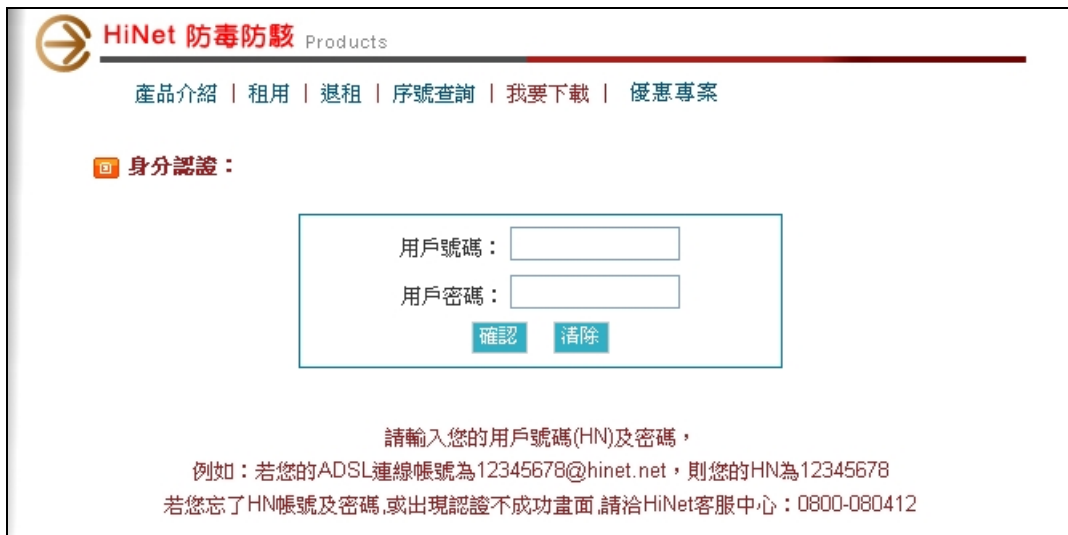 HiNet 防毒防駭 Products
產品介紹 | 租用 | 退租 | 序號查詢 | 我要下載 | 優惠專案
身分認證：
用戶號碼：
用戶密碼：
確認 清除
請輸入您的用戶號碼(HN)及密碼，
例如：若您的ADSL連線帳號為12345678@hinet.net，則您的HN為12345678
若您忘了HN帳號及密碼,或出現認證不成功畫面,請洽HiNet客服中心：0800-080412